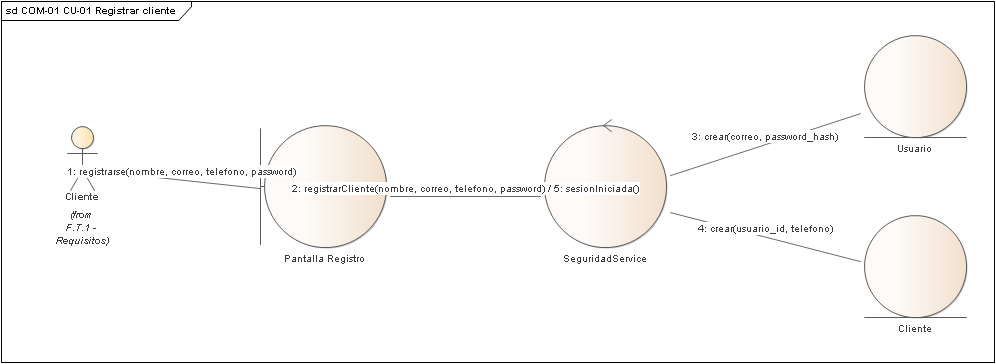 sd COM-01 CU-01 Registrar cliente
3: crear(correo, password_hash)
Usuario
1: registrarse(nombre, correo, telefono, password)
2: registrarCliente(nombre, correo, telefono, password) / 5: sesionIniciada()
Cliente
(from
F.T.1 -
Requisitos)
4: crear(usuario_id, telefono)
Pantalla Registro
SeguridadService
Cliente